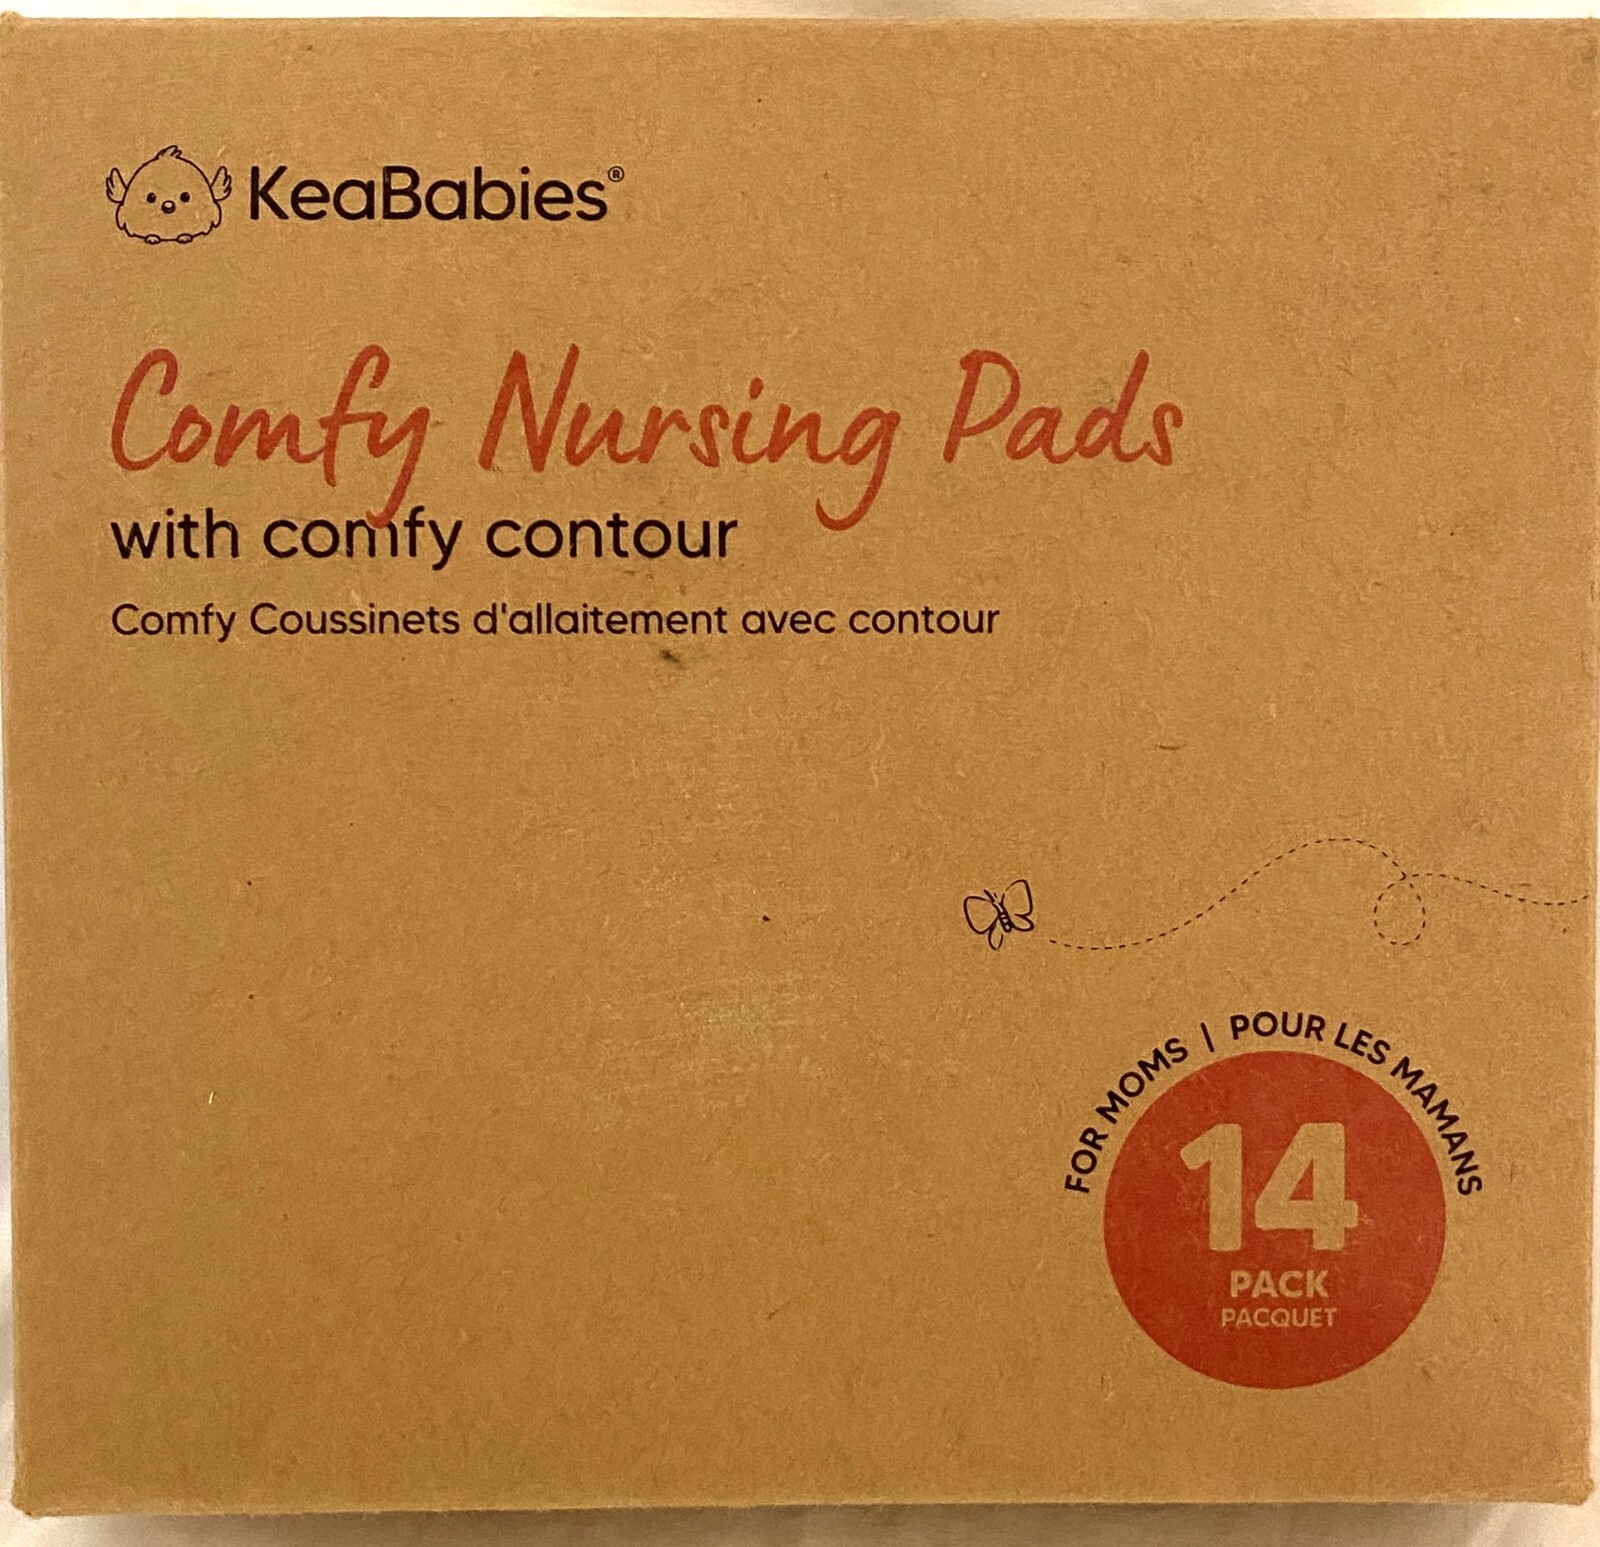 KeaBabies®
Comfy Nursing Pads
with comfy contour
Comfy Coussinets d'allaitement avec contour
FOR MOMS | POUR LES MAMANS
14
PACK
PACQUET